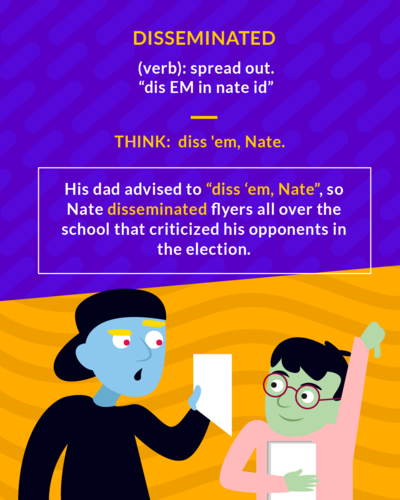 DISSEMINATED
(verb): spread out.
“dis EM in nate id”
THINK: diss 'em, Nate.
His dad advised to “diss ‘em, Nate”, so
Nate disseminated flyers all over the
school that criticized his opponents in
the election.